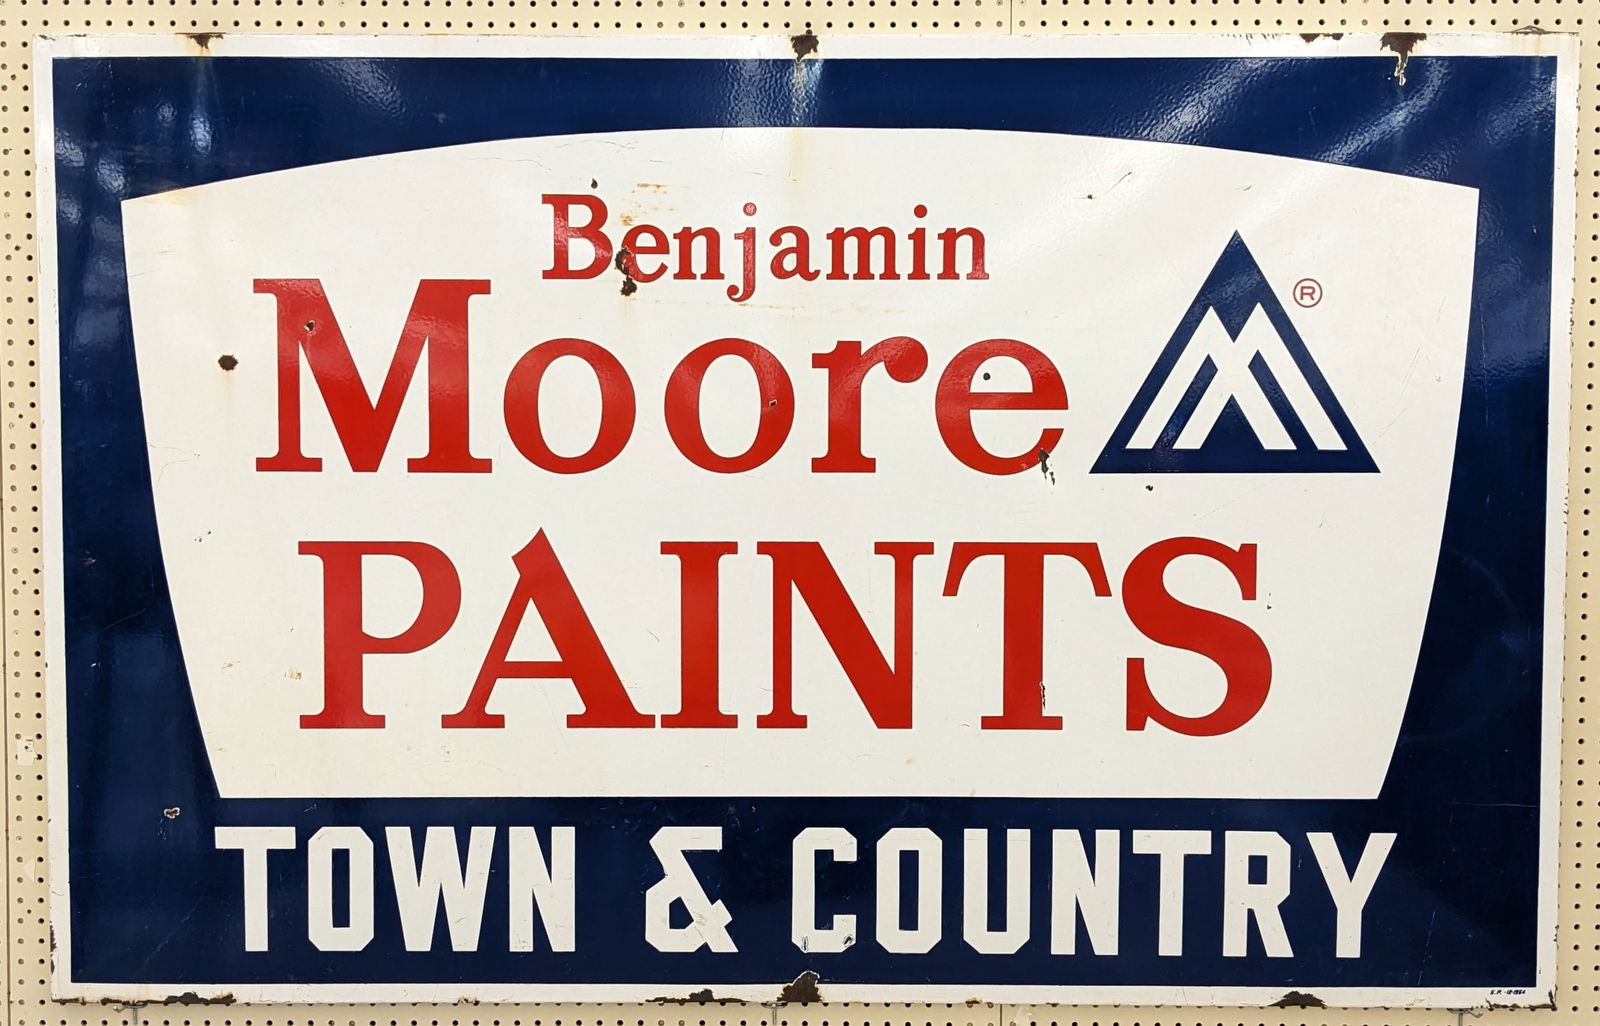 Benjamin
Moore ®
PAINTS
TOWN & COUNTRY